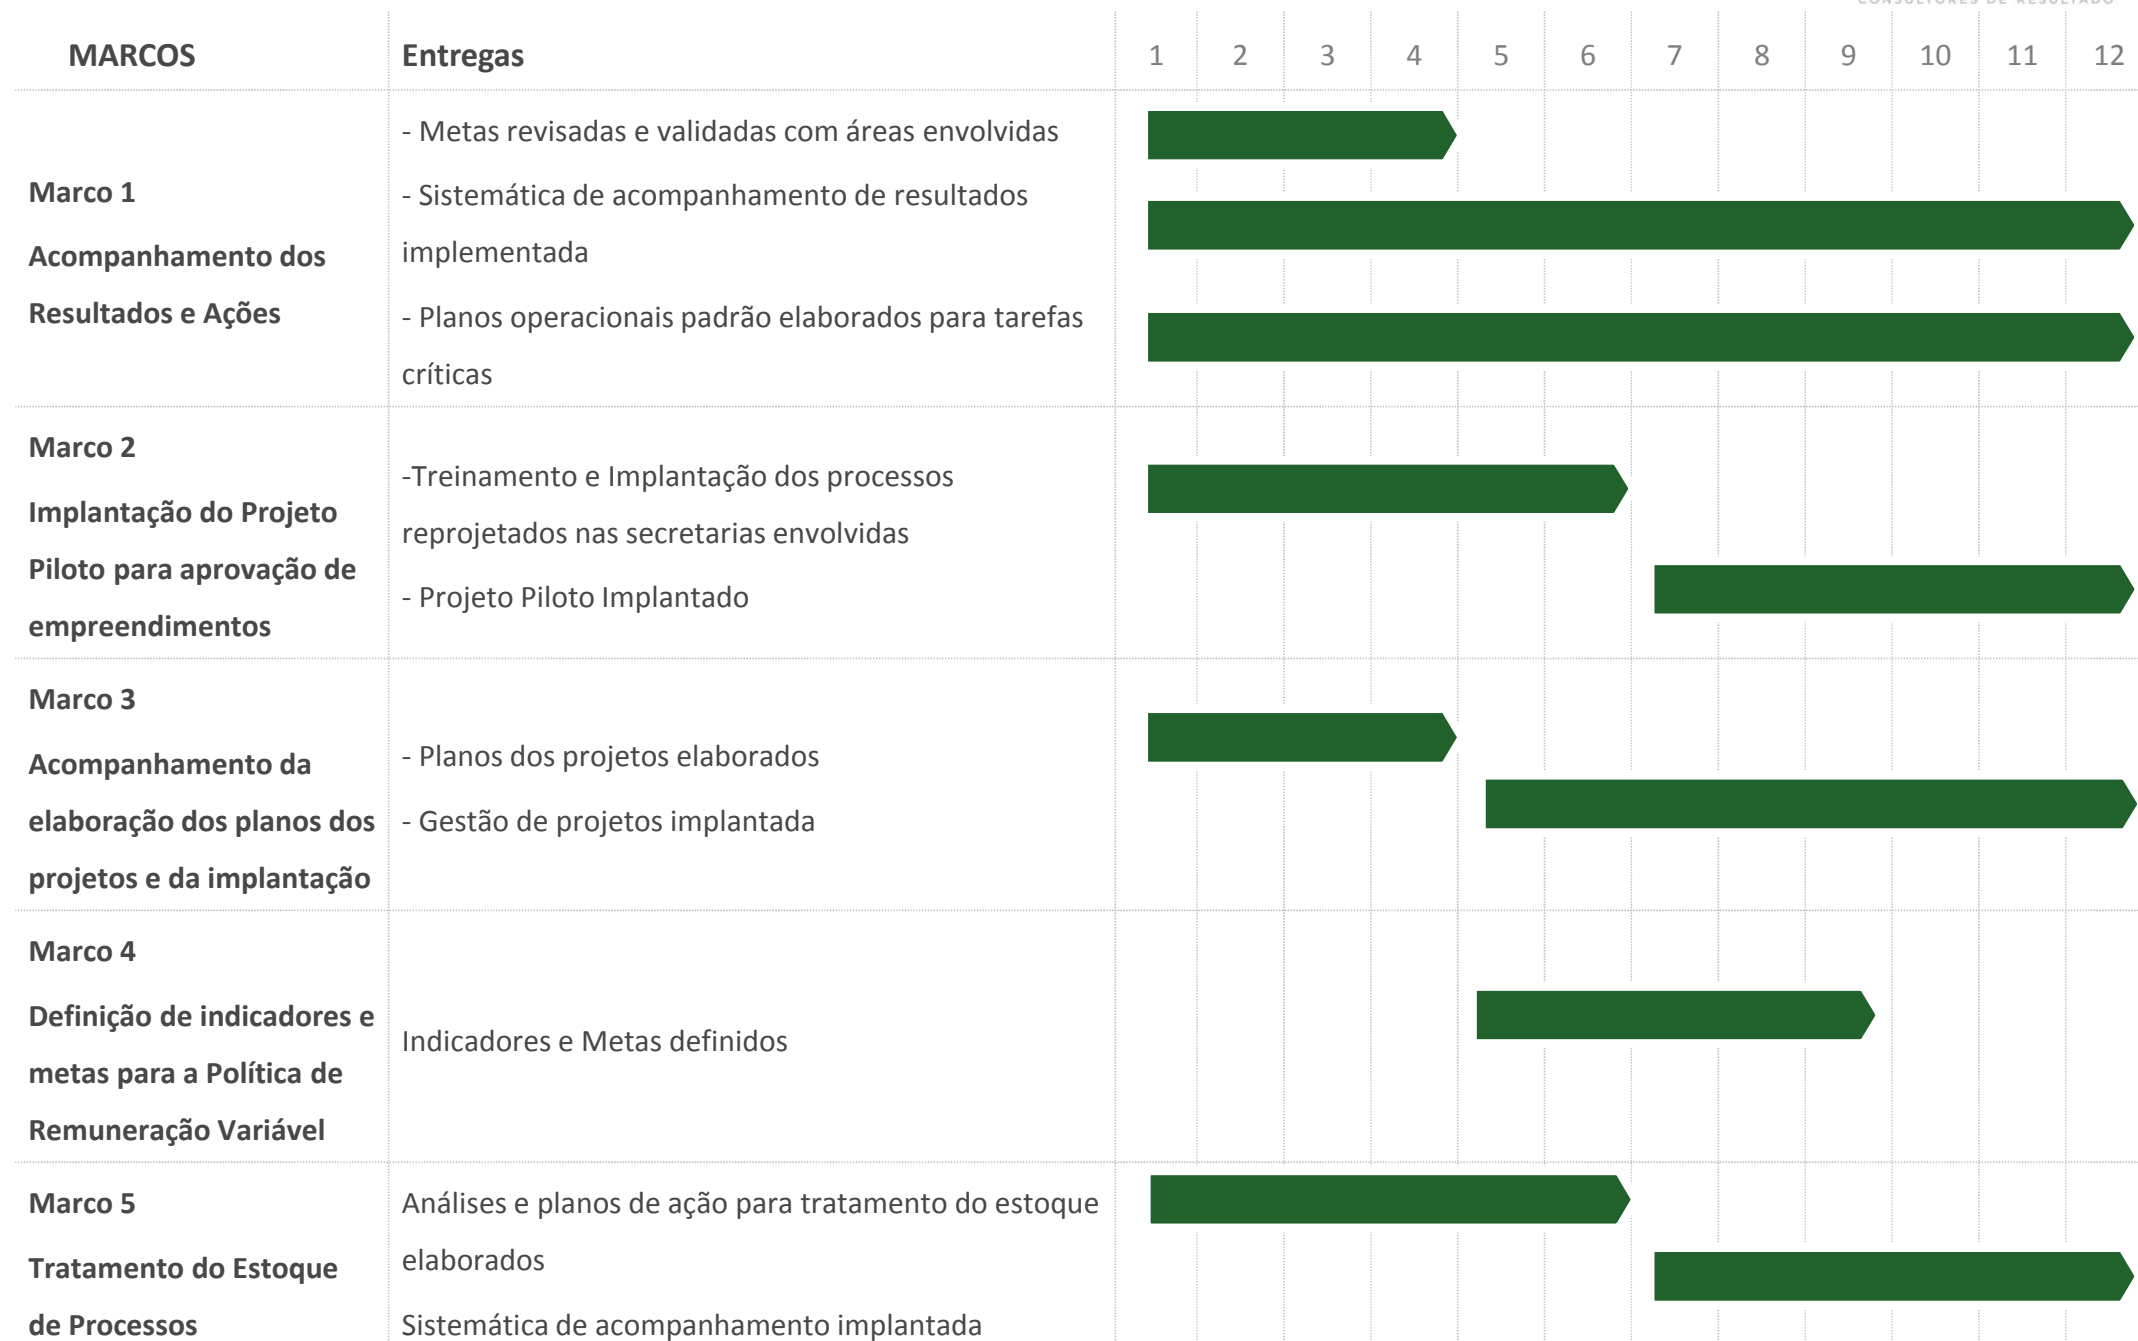 CONSULTORES DE RESULTADO
MARCOS Entregas 1 2 3 4 5 6 7 8 9 10 11 12
Marco 1
Acompanhamento dos
Resultados e Ações
- Metas revisadas e validadas com áreas envolvidas
- Sistemática de acompanhamento de resultados
implementada
- Planos operacionais padrão elaborados para tarefas
críticas
Marco 2
Implantação do Projeto
Piloto para aprovação de
empreendimentos
-Treinamento e Implantação dos processos
reprojetados nas secretarias envolvidas
- Projeto Piloto Implantado
Marco 3
Acompanhamento da
elaboração dos planos dos
projetos e da implantação
- Planos dos projetos elaborados
- Gestão de projetos implantada
Marco 4
Definição de indicadores e
metas para a Política de
Remuneração Variável
Indicadores e Metas definidos
Marco 5
Tratamento do Estoque
de Processos
Análises e planos de ação para tratamento do estoque
elaborados
Sistemática de acompanhamento implantada